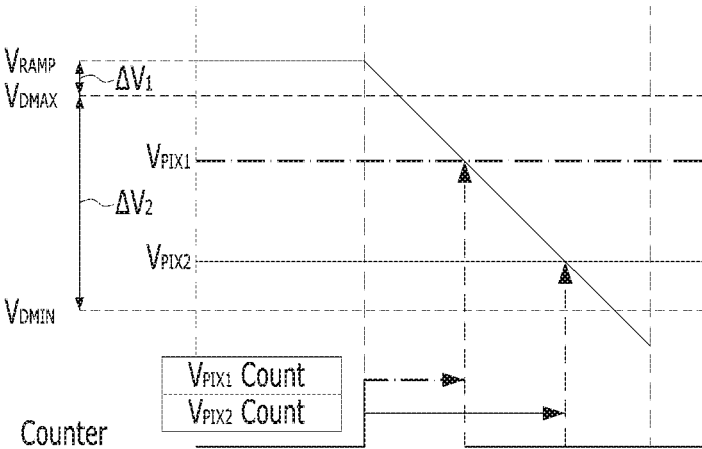 VRAMP
ΔV1
VDMAX
VPIX1
ΔV2
VPIX2
VDMIN
VPIX1 Count
VPIX2 Count
Counter